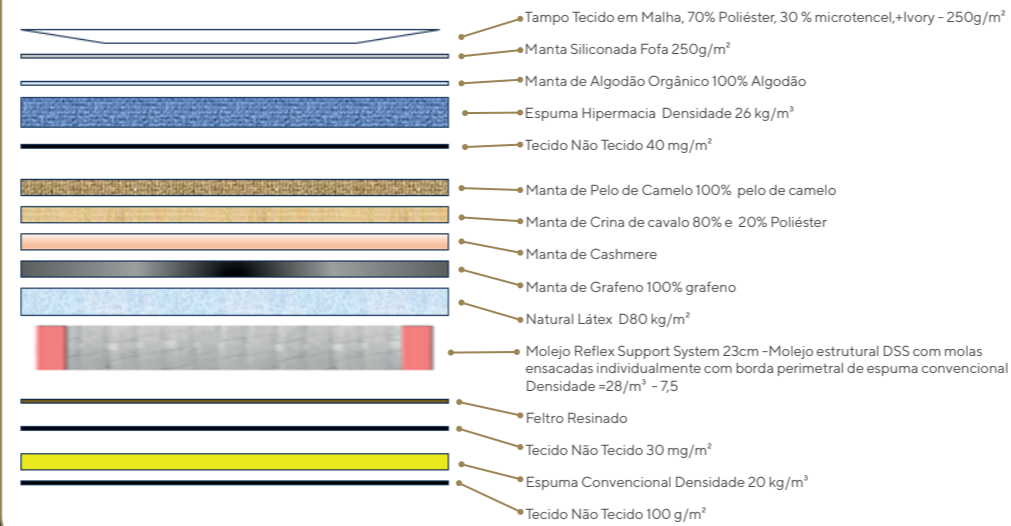 Tampo Tecido em Malha, 70% Poliéster, 30 % microtencel,+Ivory - 250g/m²
Manta Siliconada Fofa 250g/m²
Manta de Algodão Orgânico 100% Algodão
Espuma Hipermacia Densidade 26 kg/m³
Tecido Não Tecido 40 mg/m²
Manta de Pelo de Camelo 100% pelo de camelo
Manta de Crina de cavalo 80% e 20% Poliéster
Manta de Cashmere
Manta de Grafeno 100% grafeno
Natural Látex D80 kg/m²
Molejo Reflex Support System 23cm -Molejo estrutural DSS com molas
ensacadas individualmente com borda perimetral de espuma convencional
Densidade =28/m³ - 7,5
Feltro Resinado
Tecido Não Tecido 30 mg/m²
Espuma Convencional Densidade 20 kg/m³
Tecido Não Tecido 100 g/m²